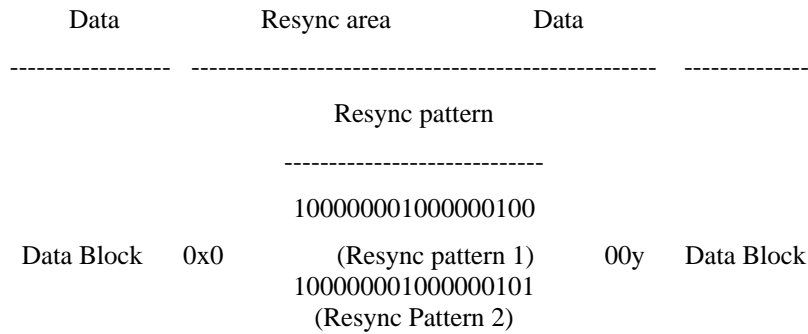 Data Resync area Data
------------------ ---------------------------------------------------- --------------
Resync pattern
-----------------------------
100000001000000100
Data Block 0x0 (Resync pattern 1) 00y Data Block
100000001000000101
(Resync Pattern 2)